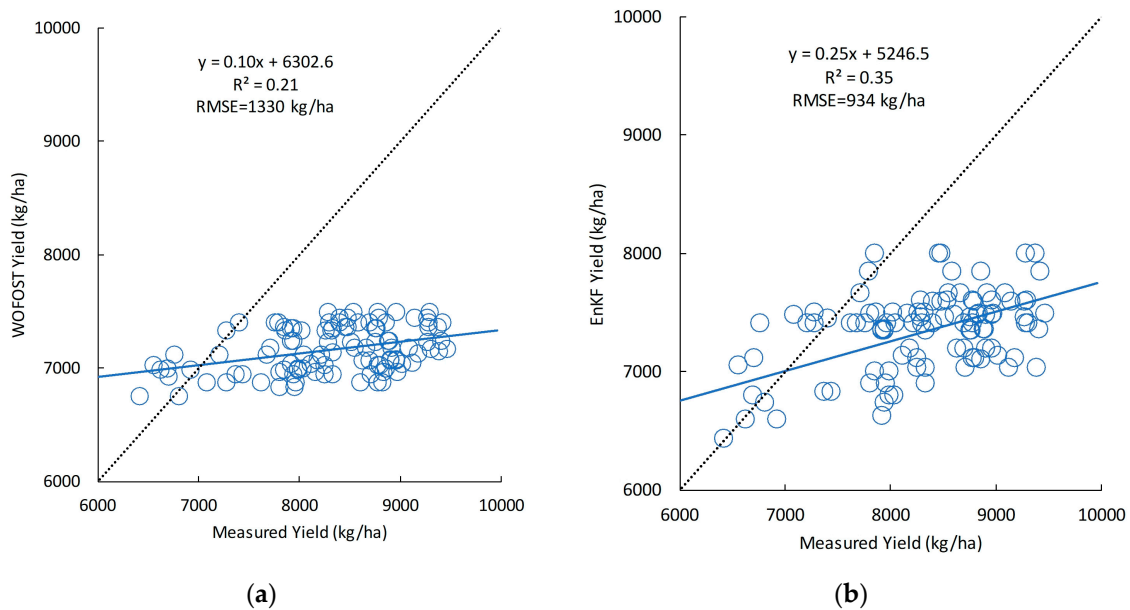 10000
9000
8000
7000
6000
WOFOST Yield (kg/ha)
y = 0.10x + 6302.6
R² = 0.21
RMSE=1330 kg/ha
6000 7000 8000 9000 10000
Measured Yield (kg/ha)
(a)
10000
9000
8000
7000
6000
EnKF Yield (kg/ha)
y = 0.25x + 5246.5
R² = 0.35
RMSE=934 kg/ha
6000 7000 8000 9000 10000
Measured Yield (kg/ha)
(b)